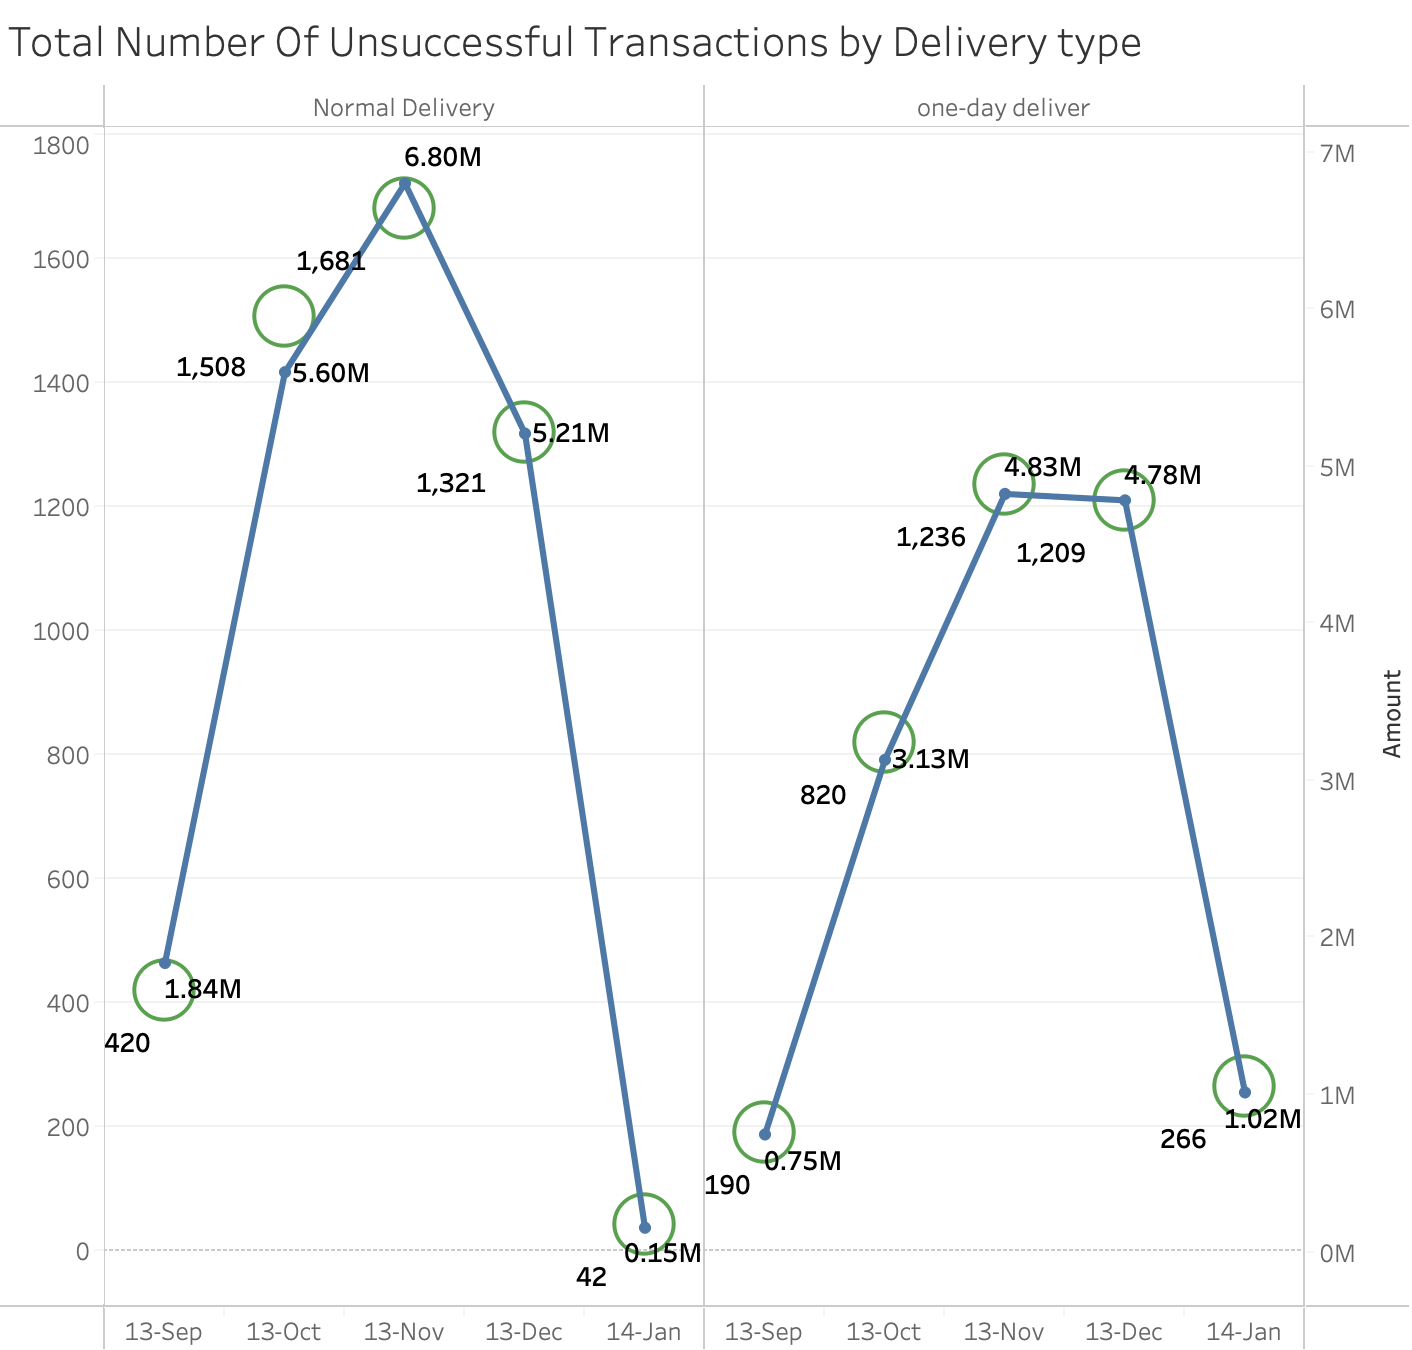 Total Number Of Unsuccessful Transactions by Delivery type
Normal Delivery
one-day deliver
1800
1600
1400
1200
1000
800
600
400
200
0
6.80M
1,681
1,508
5.60M
5.21M
1,321
1.84M
420
0.15M
42
4.83M
4.78M
1,236
1,209
3.13M
820
1.02M
266
0.75M
190
7M
6M
5M
4M
3M
2M
1M
0M
Amount
13-Sep
13-Oct
13-Nov
13-Dec
14-Jan
13-Sep
13-Oct
13-Nov
13-Dec
14-Jan